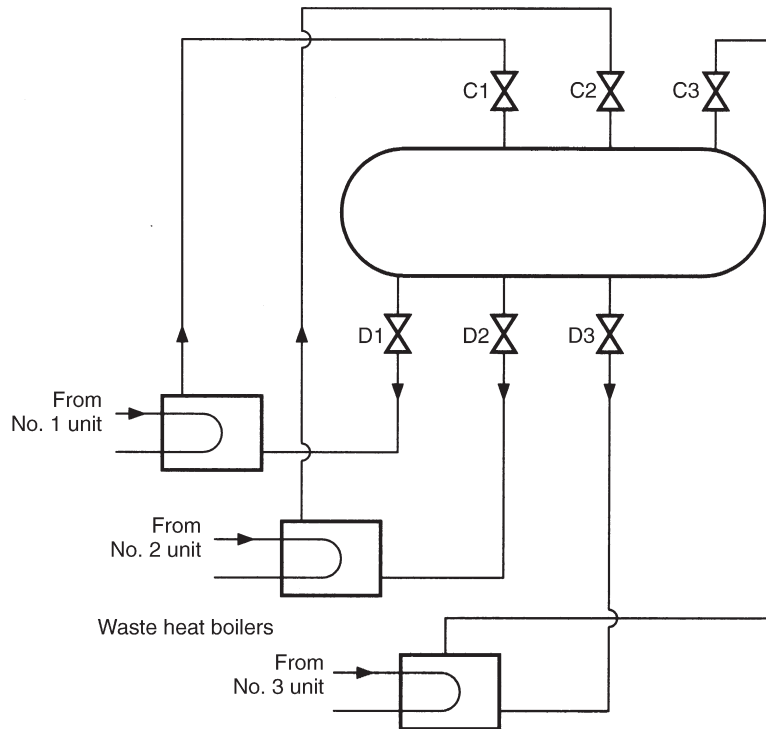 C1
C2
C3
D1
D2
D3
From
No. 1 unit
From
No. 2 unit
Waste heat boilers
From
No. 3 unit